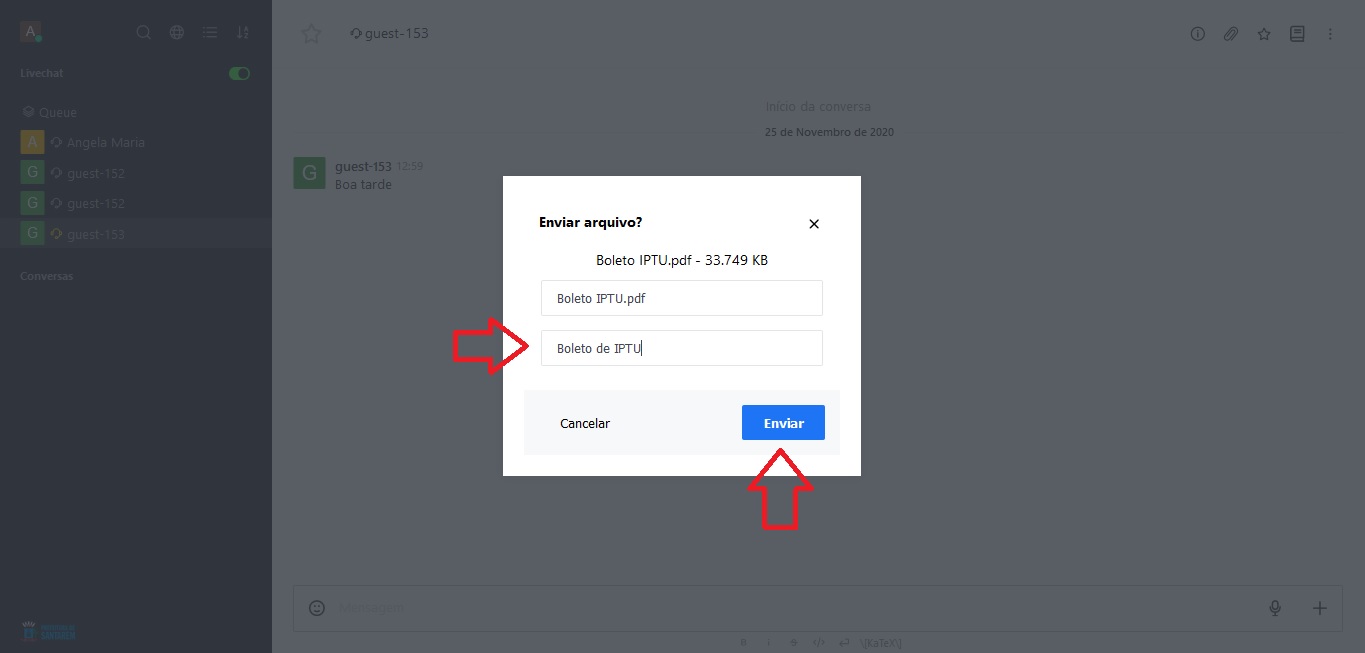 A
guest-153
Livechat
Início da conversa
Queue
25 de Novembro de 2020
A Angela Maria
G guest-152
G guest-152
G guest-153
Conversas
G guest-153 12:59
Boa tarde
Enviar arquivo?
Boleto IPTU.pdf - 33.749 KB
Boleto IPTU.pdf
Boleto de IPTU
Cancelar
Enviar
Mensagem
SANTARÉM
B i S </> \[KaTeX\]